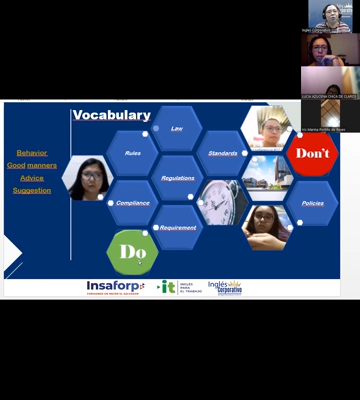 Vocabulary
Law
Rules
Standards
Don't
Behavior
Good manners
Advice
Suggestion
Regulations
Compliance
Policies
Requirement
Do
Insaforp
it
INGLÉS
PARA
EL TRABAJO
Inglés
Corporativo